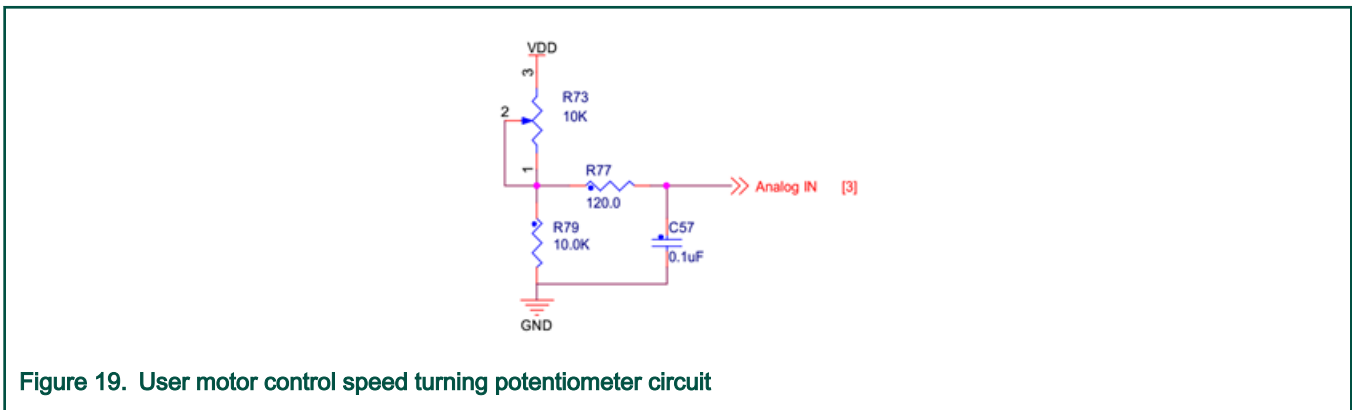 VDD
3
R73
10K
2
1
R77
120.0
Analog IN [3]
R79
10.0K
C57
0.1uF
GND
Figure 19. User motor control speed turning potentiometer circuit